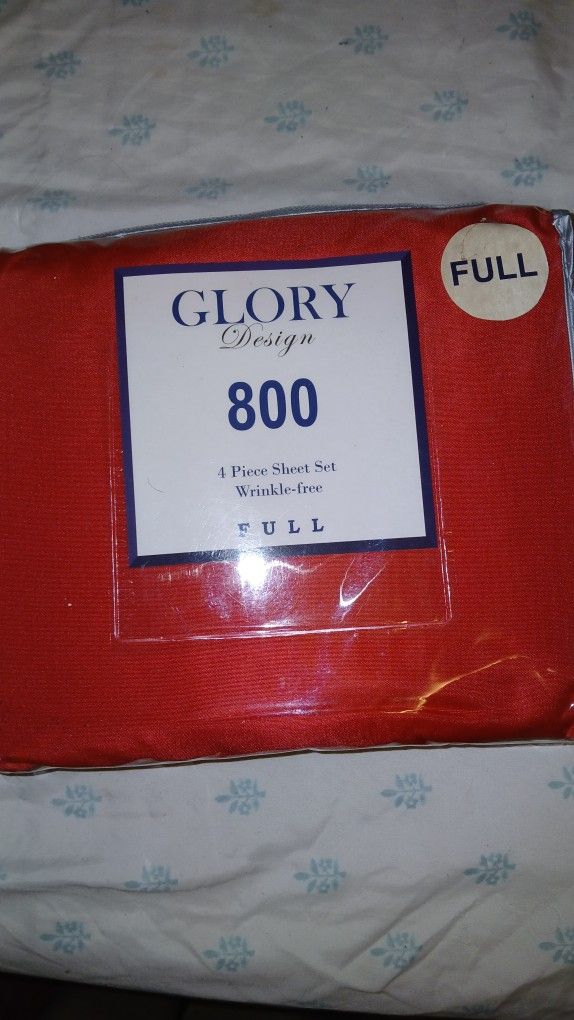 FULL
GLORY
Design
800
4 Piece Sheet Set
Wrinkle-free
FULL